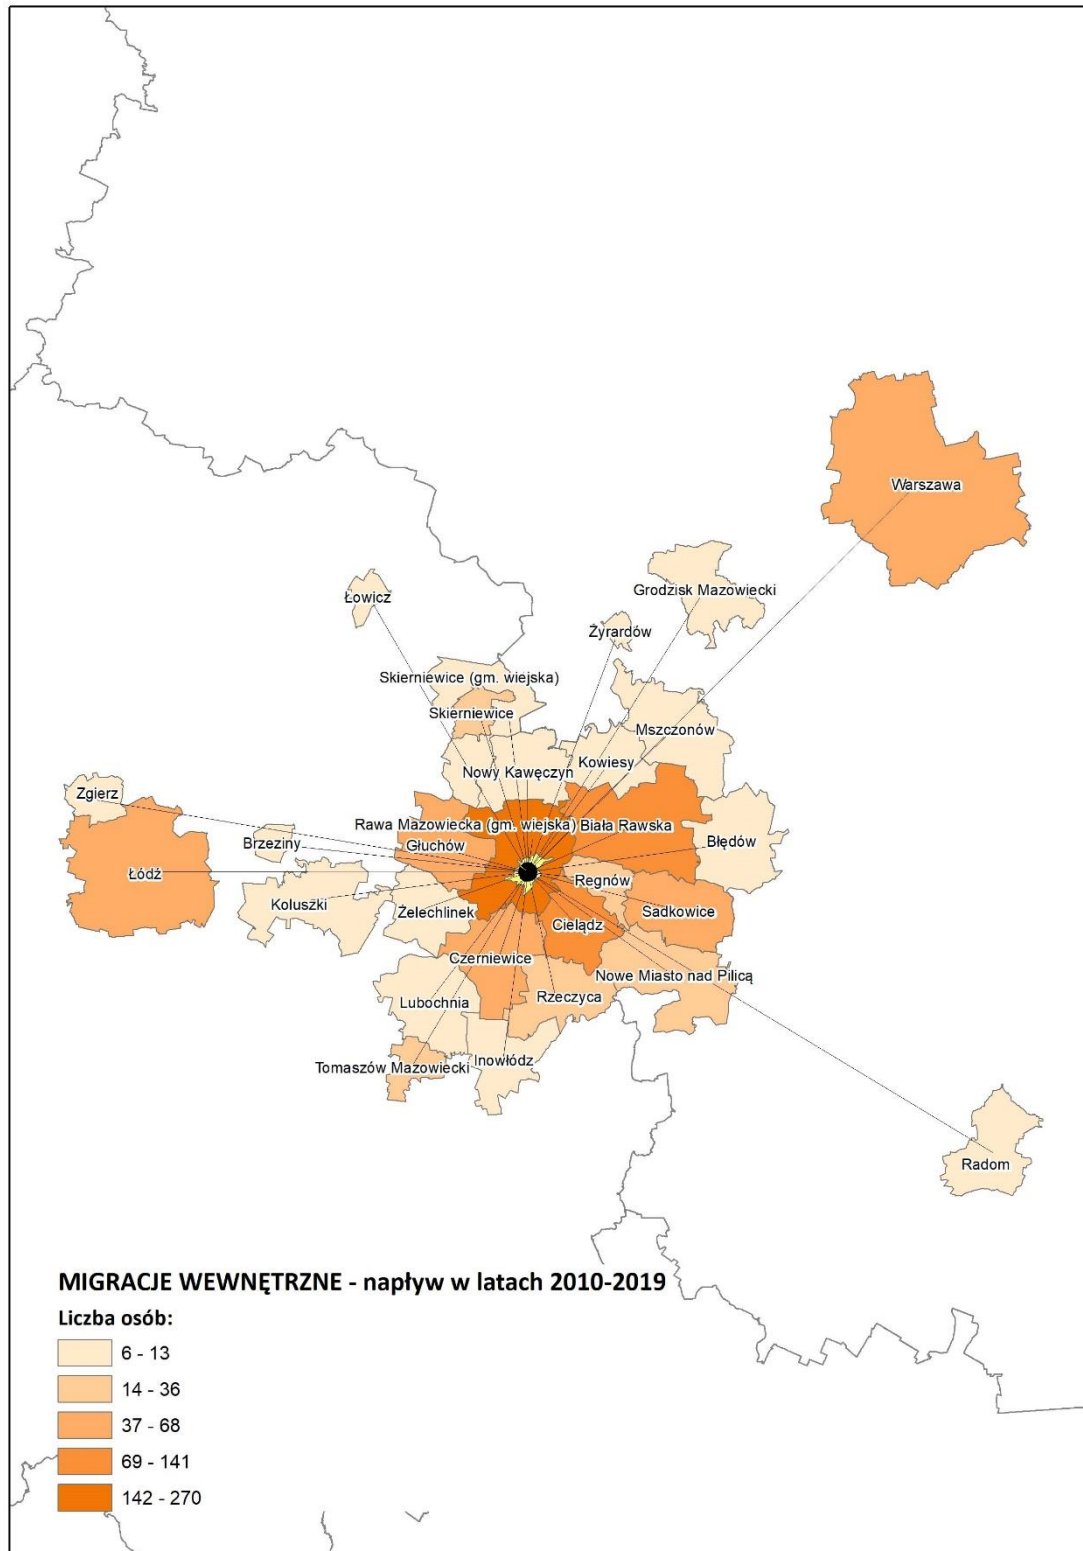 Warszawa
Grodzisk Mazowiecki
Łowicz
Żyrardów
Skierniewice (gm. wiejska)
Skierniewice
Mszczonów
Kowiesy
Nowy Kawęczyn
Zgierz
Rawa Mazowiecka (gm. wiejska)
Biała Rawska
Brzeziny
Głuchów
Błędów
Łódź
Regnów
Koluszki
Żelechlinek
Sadkowice
Cielądz
Czerniewice
Nowe Miasto nad Pilicą
Lubochnia
Rzeczyca
Inowłódz
Tomaszów Mazowiecki
Radom
MIGRACJE WEWNĘTRZNE - napływ w latach 2010-2019
Liczba osób:
6 - 13
14 - 36
37 - 68
69 - 141
142 - 270